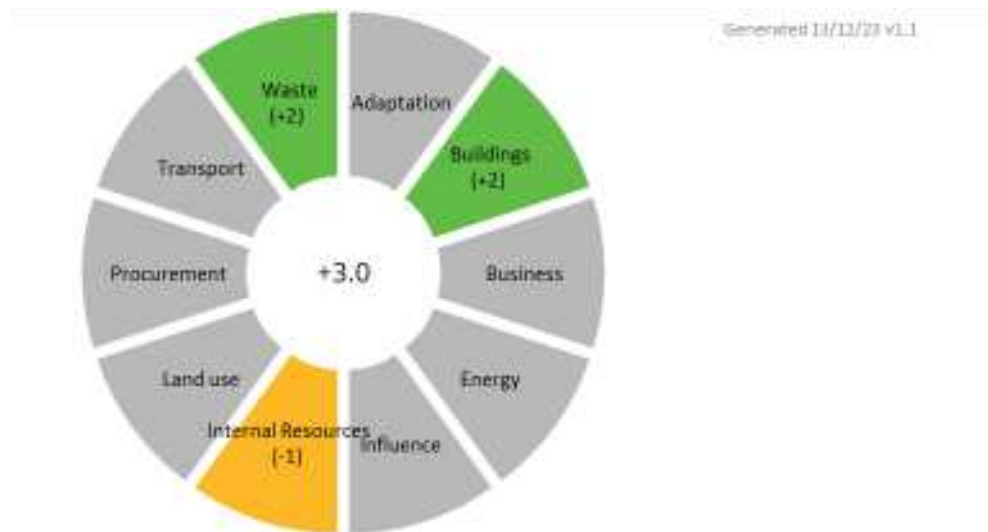 Generated 13/12/23 v1.1
Waste
(+2)
Adaptation
Buildings
(+2)
Transport
Procurement
+3.0
Business
Land use
Energy
Internal Resources
(-1)
Influence